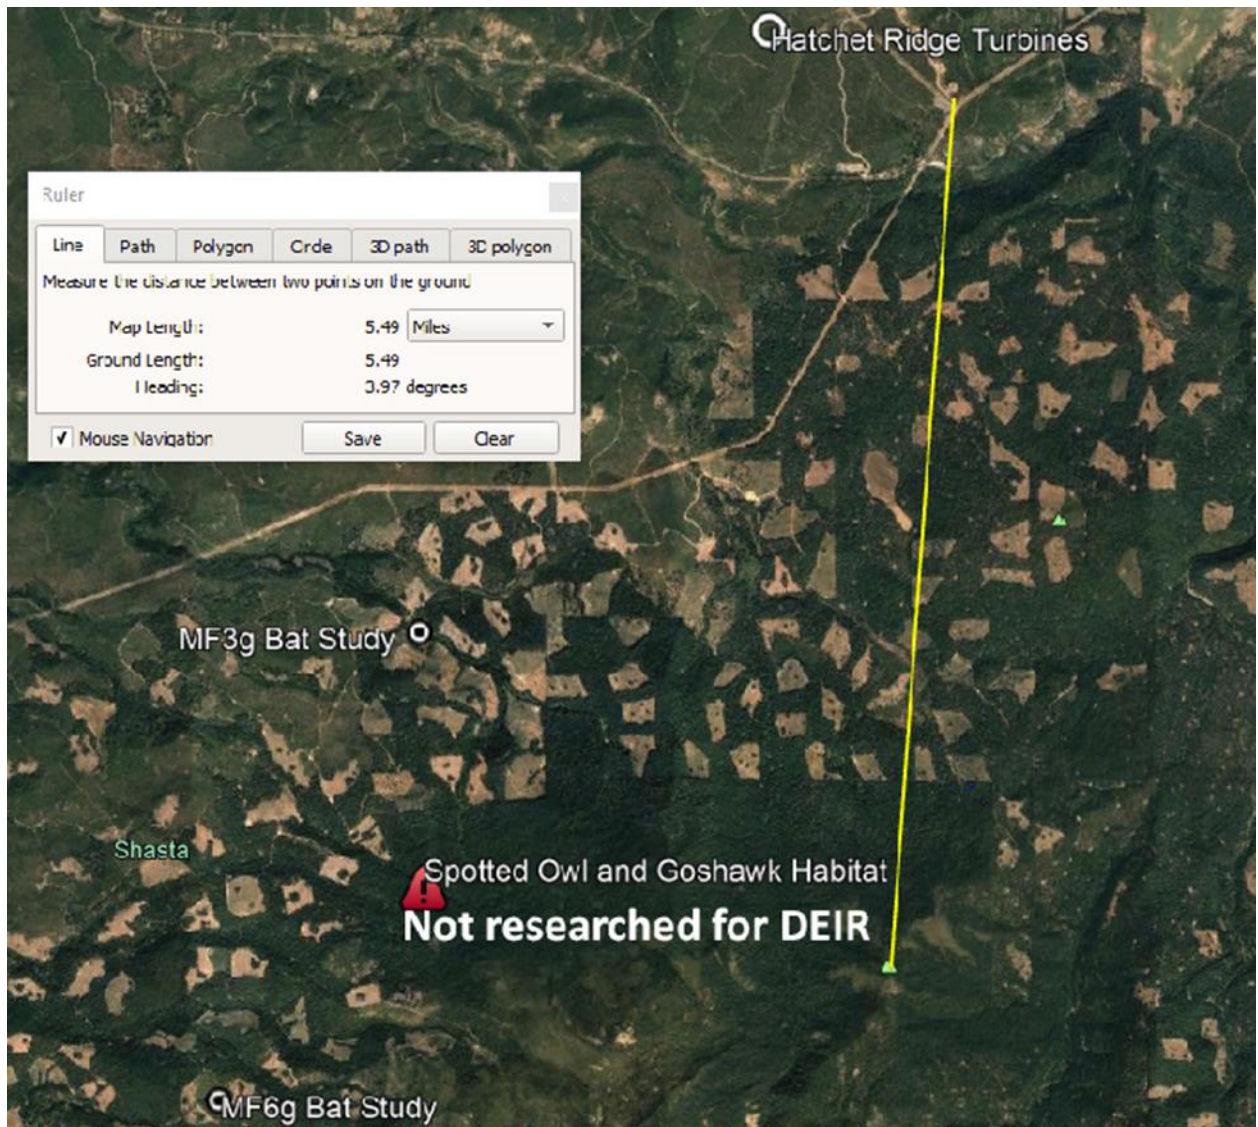 Hatchet Ridge Turbines
Ruler
Line Path Polygon Circle 3D path 3D polygon
Measure the distance between two points on the ground
Map Length: 5.49 Miles
Ground Length: 5.49
Heading: 3.97 degrees
Mouse Navigation Save Clear
MF3g Bat Study
Shasta
Spotted Owl and Goshawk Habitat
Not researched for DEIR
MF6g Bat Study